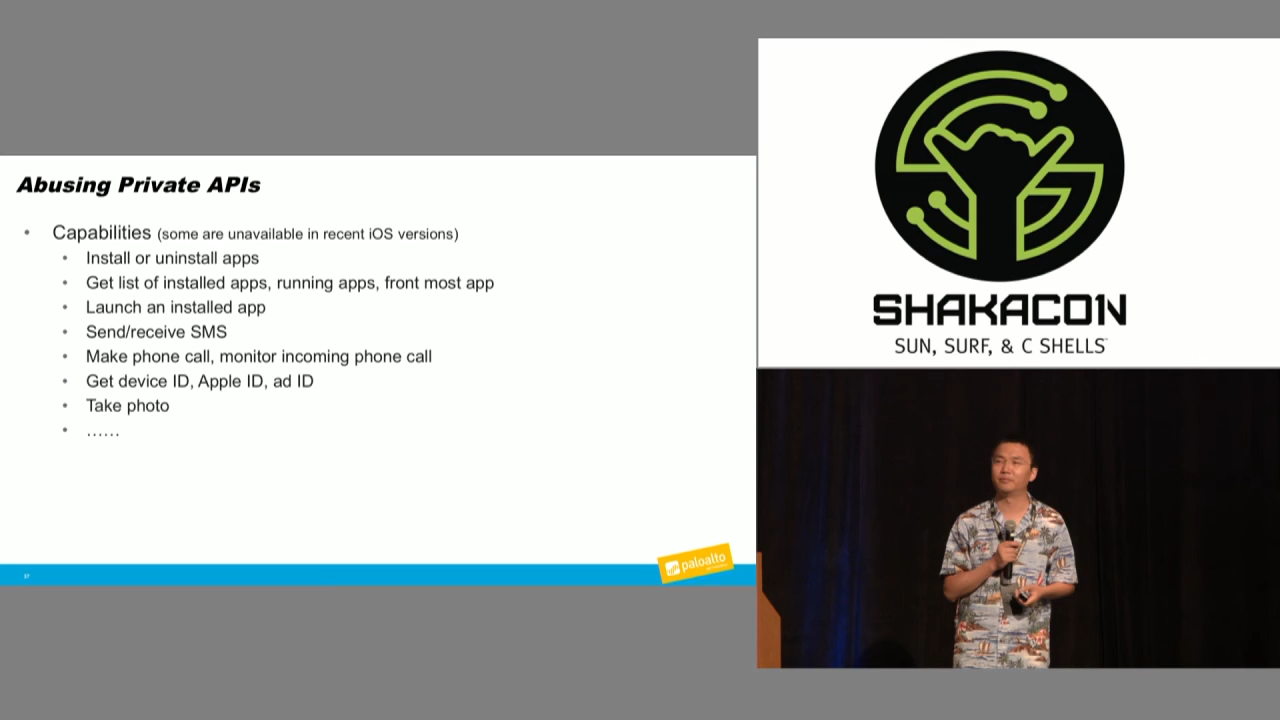 Abusing Private APIs
• Capabilities (some are unavailable in recent iOS versions)
• Install or uninstall apps
• Get list of installed apps, running apps, front most app
• Launch an installed app
• Send/receive SMS
• Make phone call, monitor incoming phone call
• Get device ID, Apple ID, ad ID
• Take photo
• ……
37
paloalto
SHAKACON
SUN, SURF, & C SHELLS